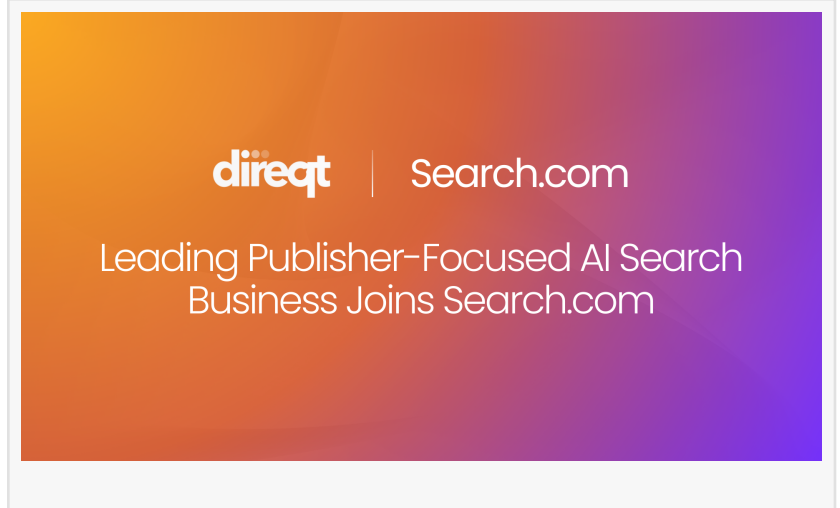 direqt | Search.com
Leading Publisher-Focused AI Search
Business Joins Search.com